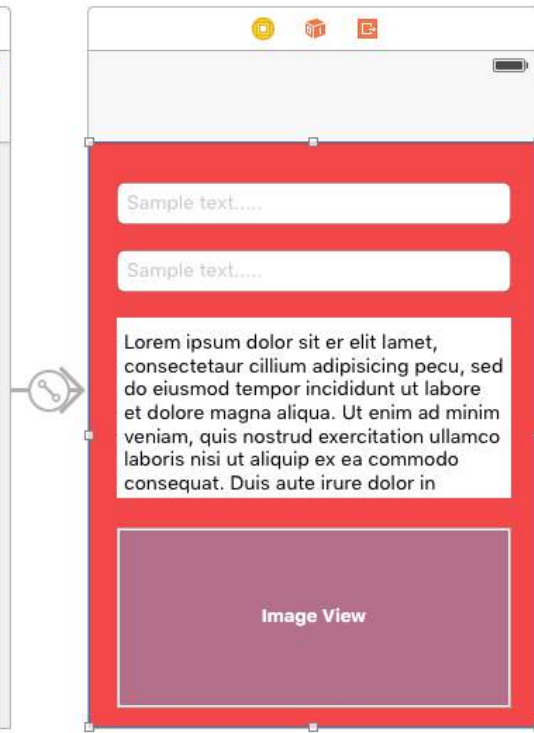 Sample text.....
Sample text.....
Lorem ipsum dolor sit er elit lamet,
consectetaur cillium adipisicing pecu, sed
do eiusmod tempor incididunt ut labore
et dolore magna aliqua. Ut enim ad minim
veniam, quis nostrud exercitation ullamco
laboris nisi ut aliquip ex ea commodo
consequat. Duis aute irure dolor in
Image View